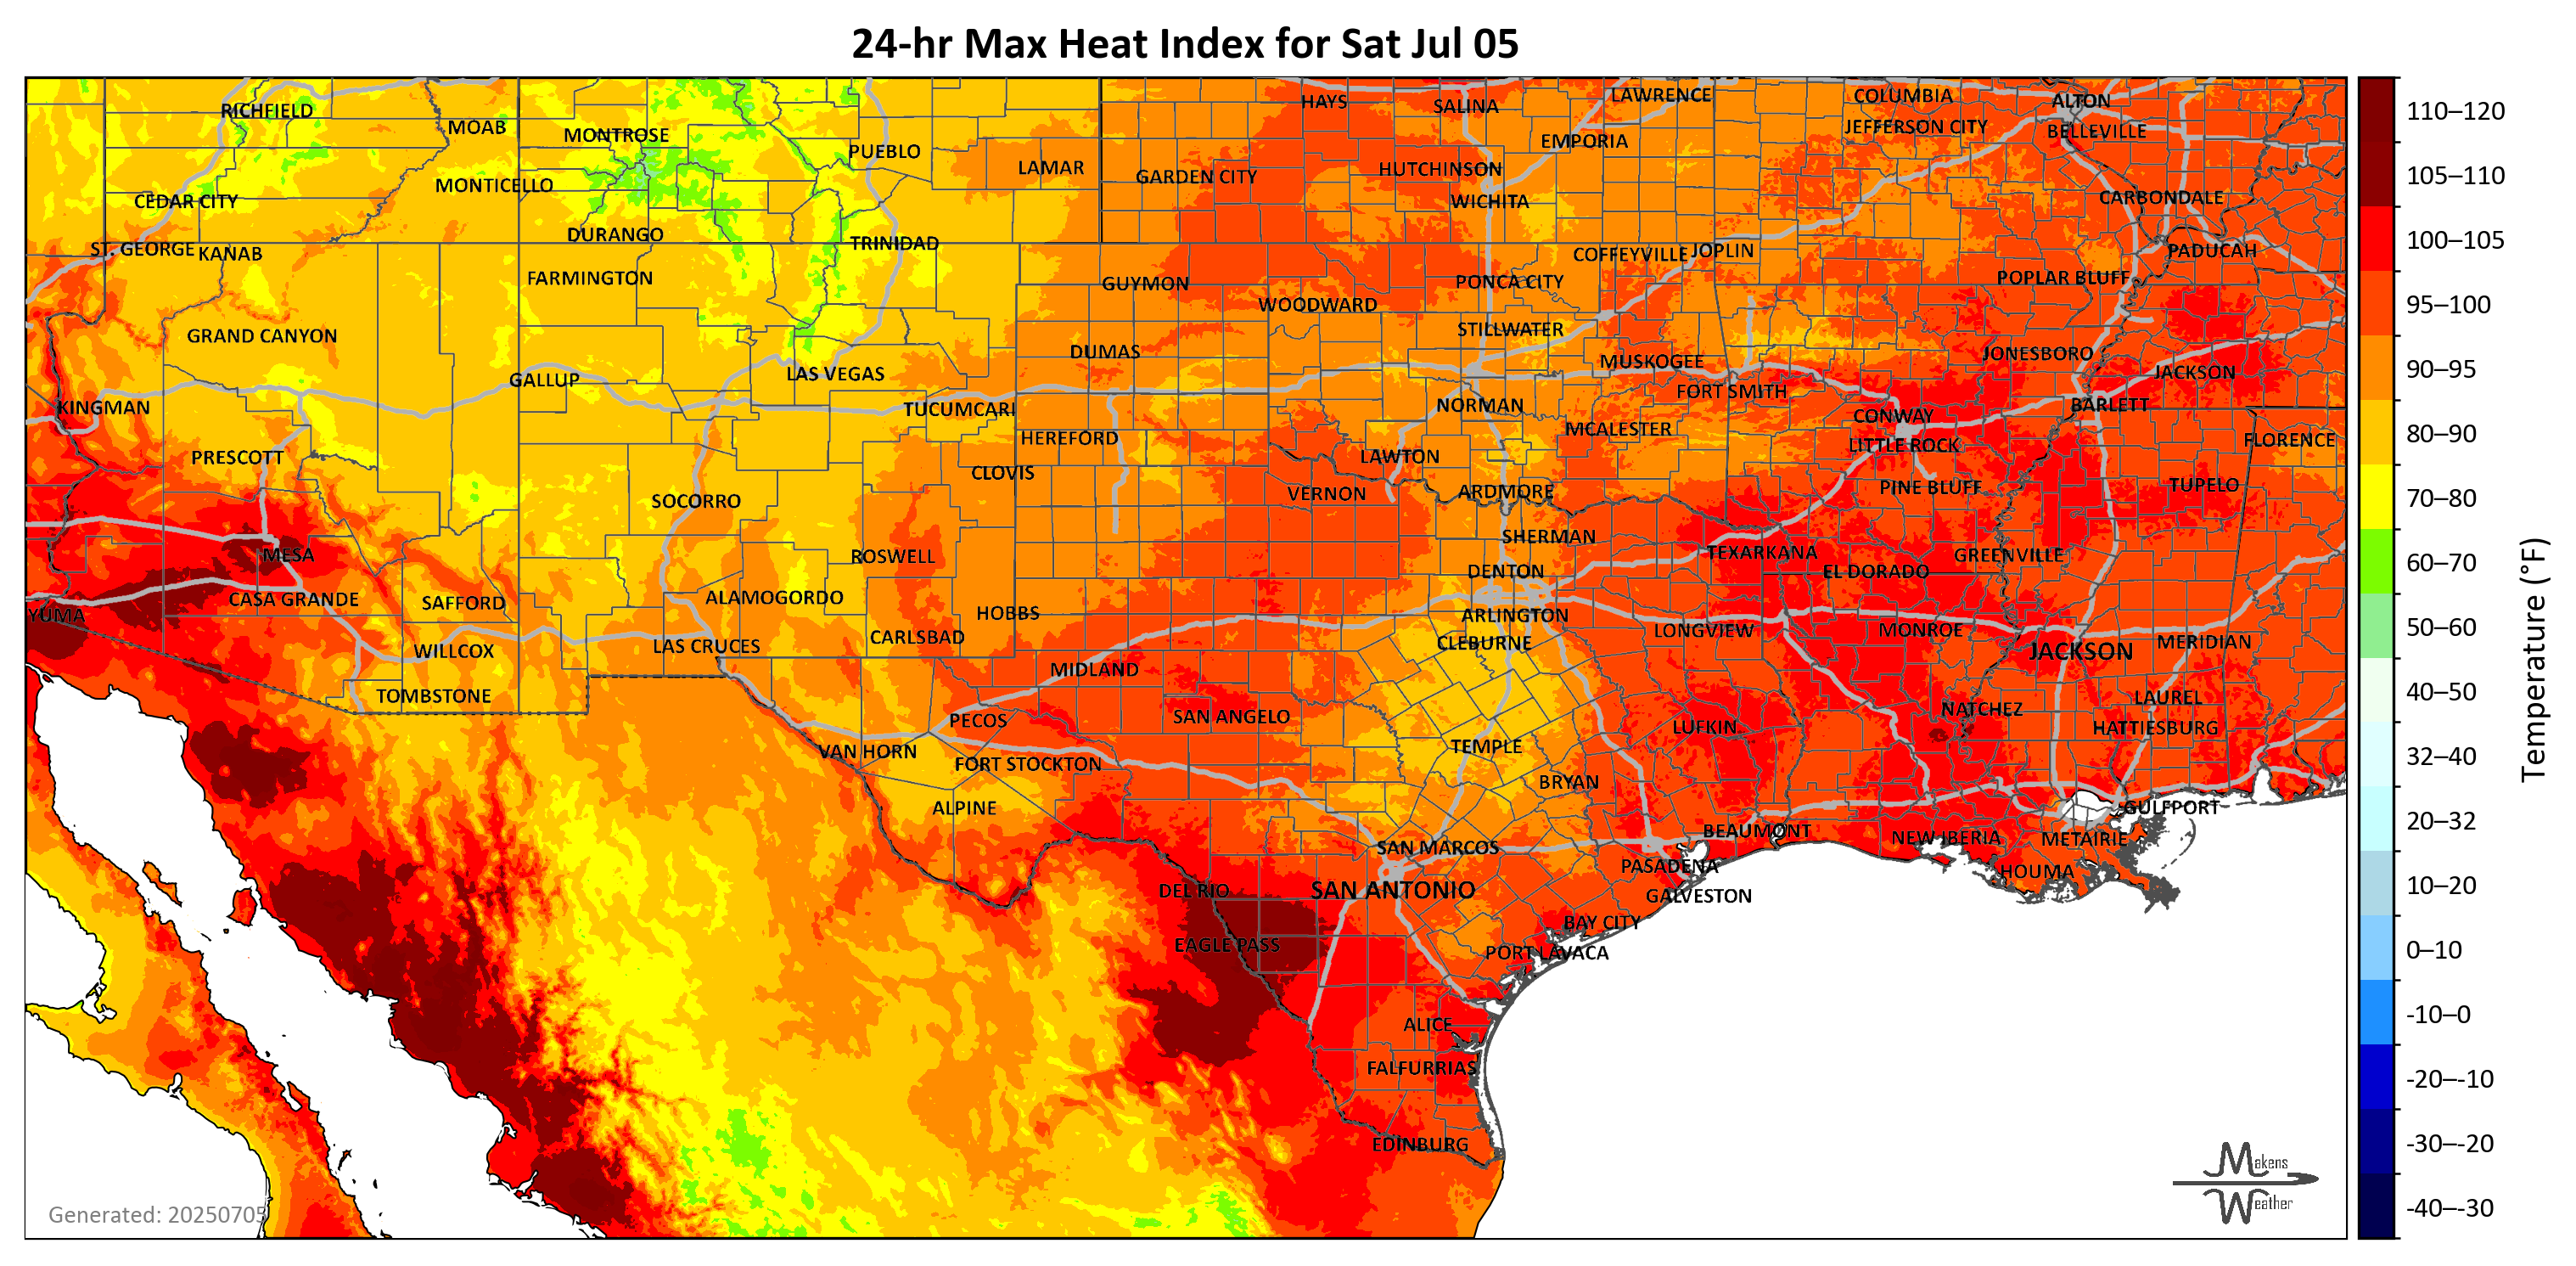 24-hr Max Heat Index for Sat Jul 05
RICHFIELD
MOAB
MONTROSE
PUEBLO
LAMAR
HAYS
SALINA
LAWRENCE
COLUMBIA
ALTON
EMPORIA
JEFFERSON CITY
BELLEVILLE
MONTICELLO
GARDEN CITY
HUTCHINSON
CEDAR CITY
WICHITA
CARBONDALE
DURANGO
TRINIDAD
ST. GEORGE
KANAB
COFFEYVILLE
JOPLIN
PADUCAH
FARMINGTON
GUYMON
PONCA CITY
POPLAR BLUFF
WOODWARD
GRAND CANYON
STILLWATER
DUMAS
JONESBORO
LAS VEGAS
MUSKOGEE
JACKSON
GALLUP
FORT SMITH
KINGMAN
TUCUMCARI
NORMAN
CONWAY
BARLETT
HEREFORD
MCALESTER
LITTLE ROCK
FLORENCE
PRESCOTT
CLOVIS
LAWTON
SOCORRO
VERNON
ARDMORE
PINE BLUFF
TUPELO
SHERMAN
MESA
ROSWELL
TEXARKANA
GREENVILLE
DENTON
EL DORADO
CASA GRANDE
SAFFORD
ALAMOGORDO
HOBBS
ARLINGTON
YUMA
WILLCOX
LAS CRUCES
CARLSBAD
CLEBURNE
LONGVIEW
MONROE
JACKSON
MERIDIAN
MIDLAND
TOMBSTONE
PECOS
SAN ANGELO
LUFKIN
NATCHEZ
LAUREL
HATTIESBURG
VAN HORN
FORT STOCKTON
TEMPLE
BRYAN
ALPINE
GULFPORT
SAN MARCOS
BEAUMONT
NEW IBERIA
METAIRIE
PASADENA
HOUMA
DEL RIO
SAN ANTONIO
GALVESTON
EAGLE PASS
BAY CITY
PORT LAVACA
ALICE
FALFURRIAS
EDINBURG
Generated: 20250705
Makens
Weather
110–120
105–110
100–105
95–100
90–95
80–90
70–80
60–70
50–60
40–50
32–40
20–32
10–20
0–10
-10–0
-20–-10
-30–-20
-40–-30
Temperature (°F)